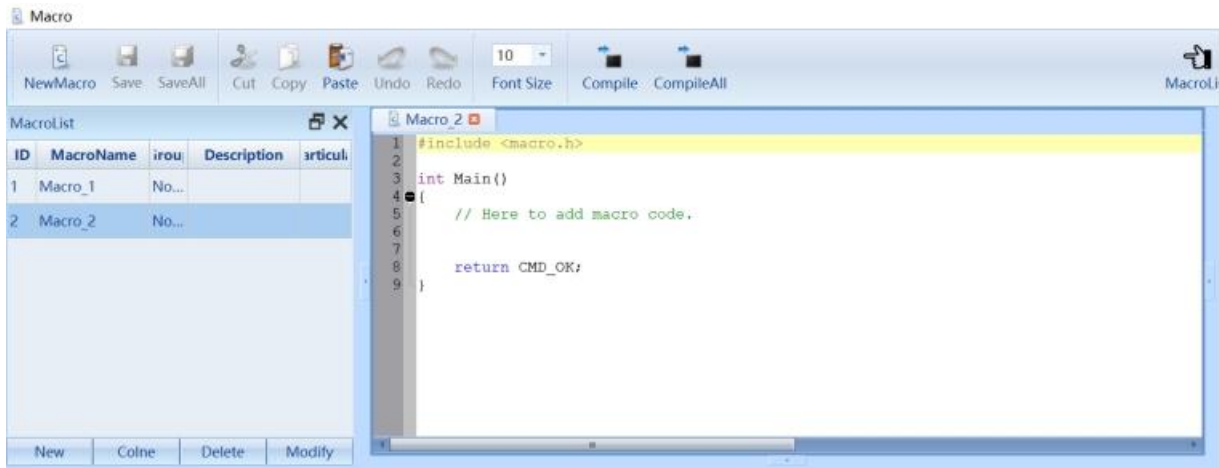 Macro
10
NewMacro Save SaveAll Cut Copy Paste Undo Redo Font Size Compile CompileAll MacroLi
MacroList
ID MacroName irou Description articula
1 Macro_1 No...
2 Macro_2 No...
New Colne Delete Modify
Macro_2
1 #include <macro.h>
2
3 int Main()
4 {
5 // Here to add macro code.
6
7
8 return CMD_OK;
9 }